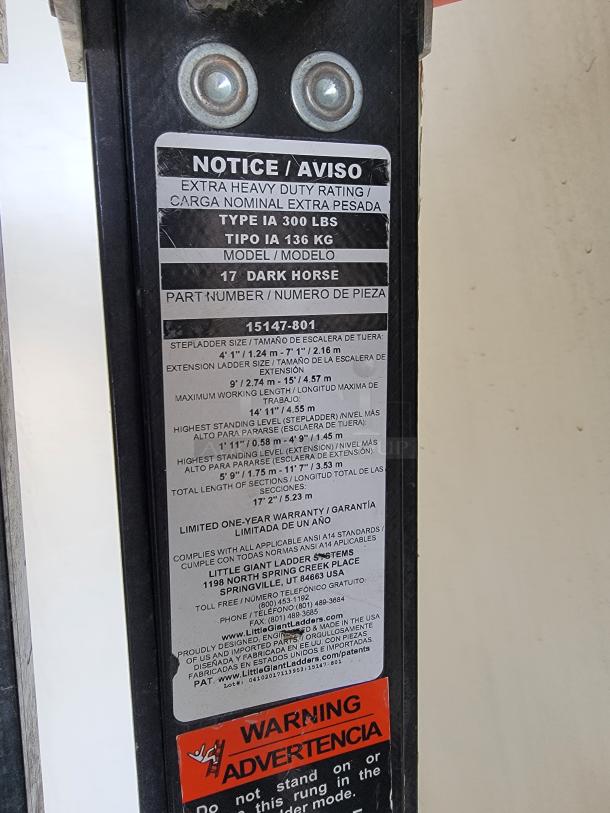 NOTICE / AVISO
EXTRA HEAVY DUTY RATING /
CARGA NOMINAL EXTRA PESADA
TYPE IA 300 LBS
TIPO IA 136 KG
MODEL / MODELO
17 DARK HORSE
PART NUMBER / NUMERO DE PIEZA
15147-801
STEPLADDER SIZE / TAMAÑO DE ESCALERA DE TIJERA:
4' 1" / 1.24 m - 7' 1" / 2.16 m
EXTENSION LADDER SIZE / TAMAÑO DE LA ESCALERA DE
EXTENSIÓN
9' / 2.74 m - 15' / 4.57 m
MAXIMUM WORKING LENGTH / LONGITUD MAXIMA DE
TRABAJO:
14' 11" / 4.55 m
HIGHEST STANDING LEVEL (STEPLADDER) /NIVEL MÁS
ALTO PARA PARARSE (ESCLAERA DE TIJERA):
1' 11" / 0.58 m - 4' 9" / 1.45 m
HIGHEST STANDING LEVEL (EXTENSION) / NIVEL MÁS
ALTO PARA PARARSE (ESCLAERA DE EXTENSIÓN):
5' 9" / 1.75 m - 11' 7" / 3.53 m
TOTAL LENGTH OF SECTIONS / LONGITUD TOTAL DE LAS
SECCIONES:
17' 2" / 5.23 m
LIMITED ONE-YEAR WARRANTY / GARANTÍA
LIMITADA DE UN AÑO
COMPLIES WITH ALL APPLICABLE ANSI A14 STANDARDS /
CUMPLE CON TODAS NORMAS ANSI A14 APLICABLES
LITTLE GIANT LADDER SYSTEMS
1198 NORTH SPRING CREEK PLACE
SPRINGVILLE, UT 84663 USA
TOLL FREE / NÚMERO TELEFÓNICO GRATUITO:
(800) 453-1192
PHONE / TELÉFONO:(801) 489-3684
FAX: (801) 489-3685
www.LittleGiantLadders.com
PROUDLY DESIGNED, ENGINEERED & MADE IN THE USA
OF US AND IMPORTED PARTS / ORGULLOSAMENTE
DISEÑADA Y FABRICADA EN EE UU. CON PIEZAS
FABRICADAS EN ESTADOS UNIDOS E IMPORTADAS.
PAT. www.LittleGiantLadders.com/patents
Lot#: 04102017113953:15147-801
WARNING
ADVERTENCIA
Do not stand on or
this rung in the
mode.